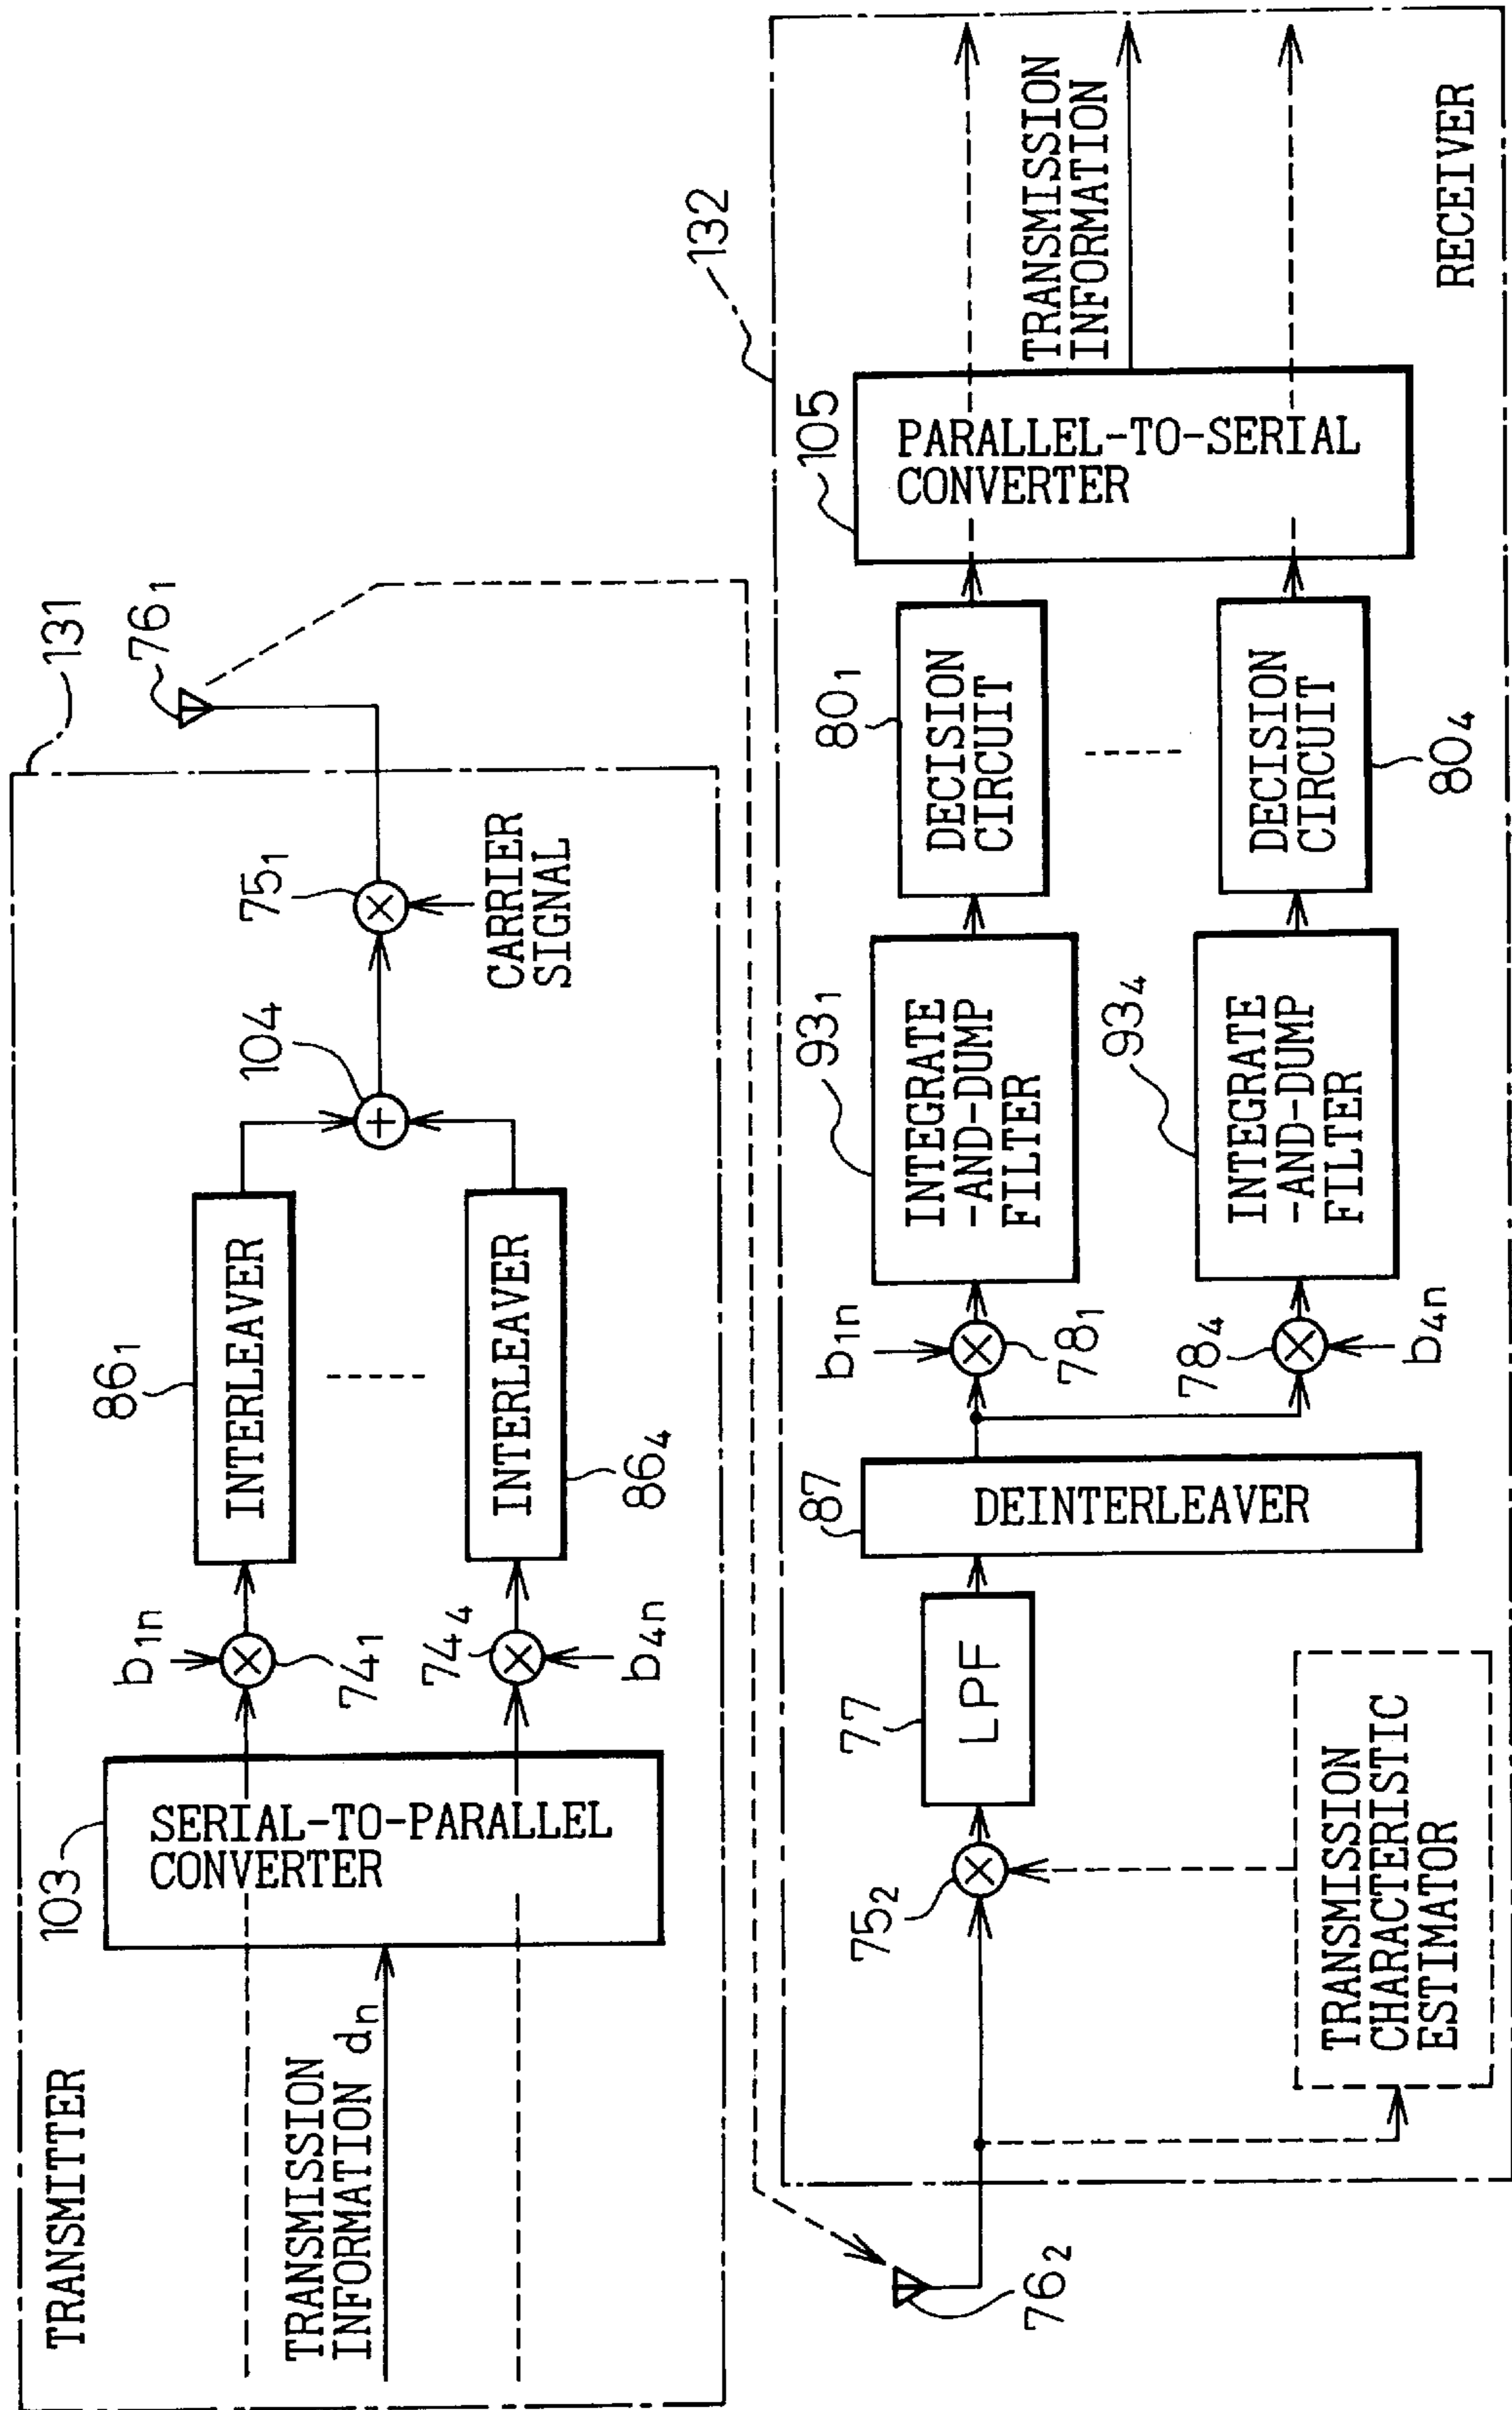 TRANSMITTER
131
TRANSMISSION
INFORMATION dn
103
SERIAL-TO-PARALLEL
CONVERTER
b1n
741
744
b4n
861
INTERLEAVER
INTERLEAVER
864
104
751
CARRIER
SIGNAL
761
132
762
752
77
LPF
TRANSMISSION
CHARACTERISTIC
ESTIMATOR
87
DEINTERLEAVER
b1n
781
784
b4n
931
INTEGRATE
-AND-DUMP
FILTER
934
INTEGRATE
-AND-DUMP
FILTER
801
DECISION
CIRCUIT
DECISION
CIRCUIT
804
105
PARALLEL-TO-SERIAL
CONVERTER
TRANSMISSION
INFORMATION
RECEIVER